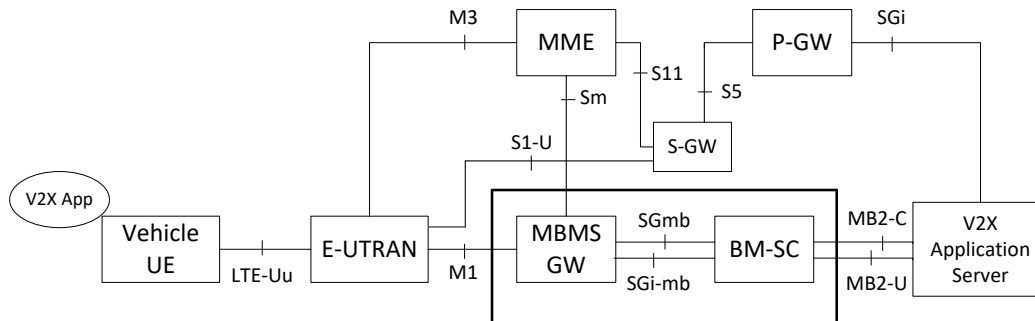 M3
MME
P-GW
SGi
S11
S5
Sm
S1-U
S-GW
V2X App
Vehicle
UE
LTE-Uu
E-UTRAN
M1
MBMS
GW
SGmb
SGi-mb
BM-SC
MB2-C
MB2-U
V2X
Application
Server